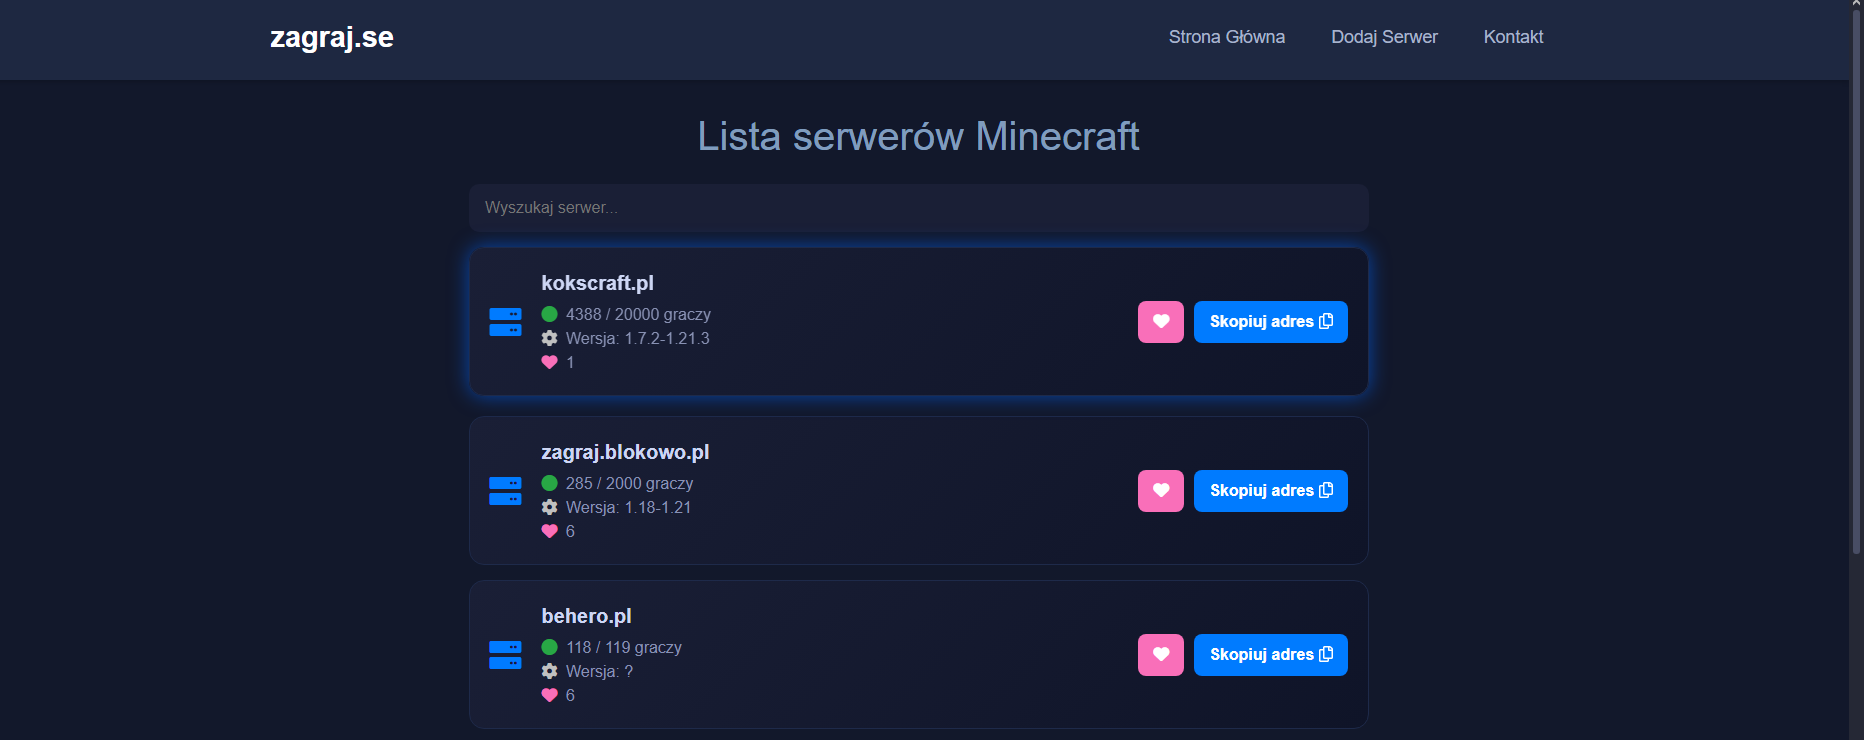 zagraj.se
Strona Główna
Dodaj Serwer
Kontakt
Lista serwerów Minecraft
Wyszukaj serwer...
kokscraft.pl
4388 / 20000 graczy
Wersja: 1.7.2-1.21.3
1
Skopiuj adres
zagraj.blokowo.pl
285 / 2000 graczy
Wersja: 1.18-1.21
6
Skopiuj adres
behero.pl
118 / 119 graczy
Wersja: ?
6
Skopiuj adres